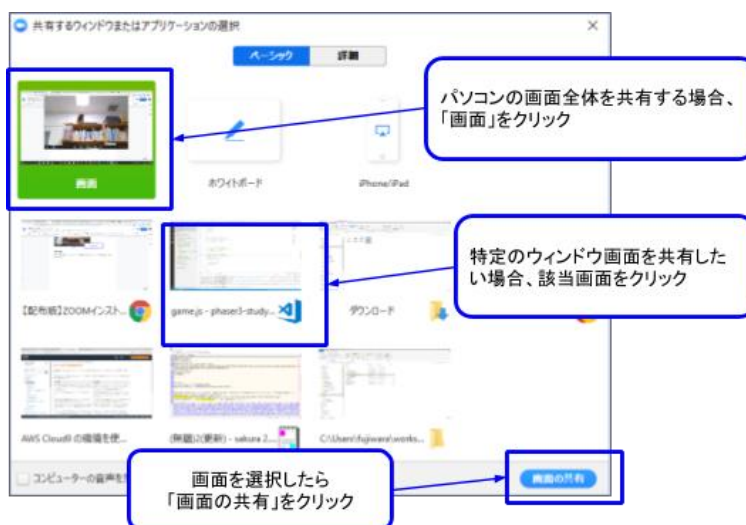 共有するウィンドウまたはアプリケーションの選択
ベーシック
詳細
パソコンの画面全体を共有する場合、
「画面」をクリック
画面
ホワイトボード
iPhone/iPad
特定のウィンドウ画面を共有した
い場合、該当画面をクリック
【配布版】ZOOMインスト...
game.js - phaser3-study...
ダウンロード
AWS Cloud9 の環境を使...
(無題)2(更新) - sakura 2....
C:\Users\fujiwara\works...
画面を選択したら
「画面の共有」をクリック
コンピューターの音声を
画面の共有